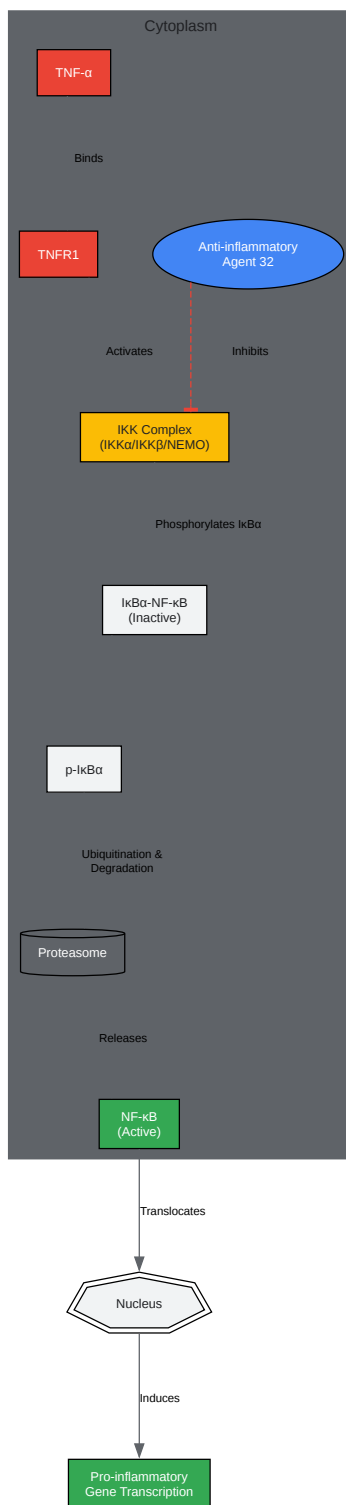 Cytoplasm
TNF-α
Binds
TNFR1
Anti-inflammatory
Agent 32
Activates
Inhibits
IKK Complex
(IKKα/IKKβ/NEMO)
Phosphorylates IκBα
IκBα-NF-κB
(Inactive)
p-IκBα
Ubiquitination &
Degradation
Proteasome
Releases
NF-κB
(Active)
Translocates
Nucleus
Induces
Pro-inflammatory
Gene Transcription